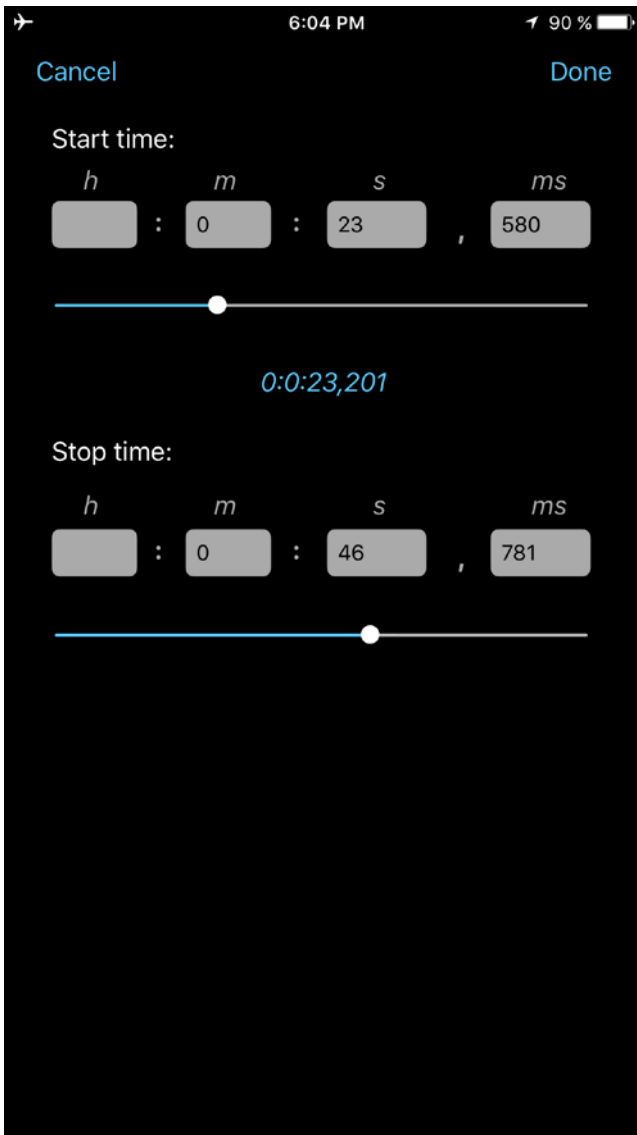 6:04 PM 90 %
Cancel Done
Start time:
h m s ms
: 0 : 23 , 580
0:0:23,201
Stop time:
h m s ms
: 0 : 46 , 781